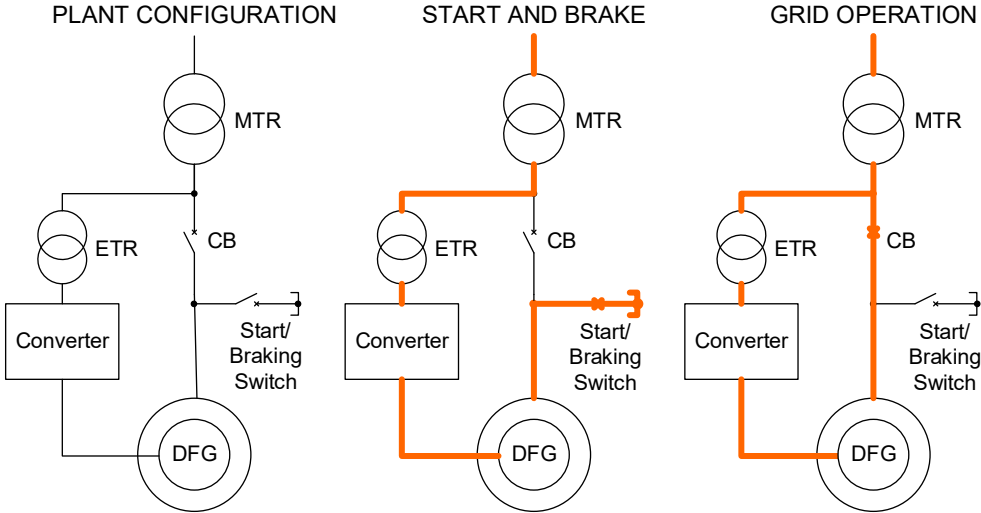 PLANT CONFIGURATION
MTR
ETR
CB
Converter
Start/
Braking
Switch
DFG
START AND BRAKE
MTR
ETR
CB
Converter
Start/
Braking
Switch
DFG
GRID OPERATION
MTR
ETR
CB
Converter
Start/
Braking
Switch
DFG